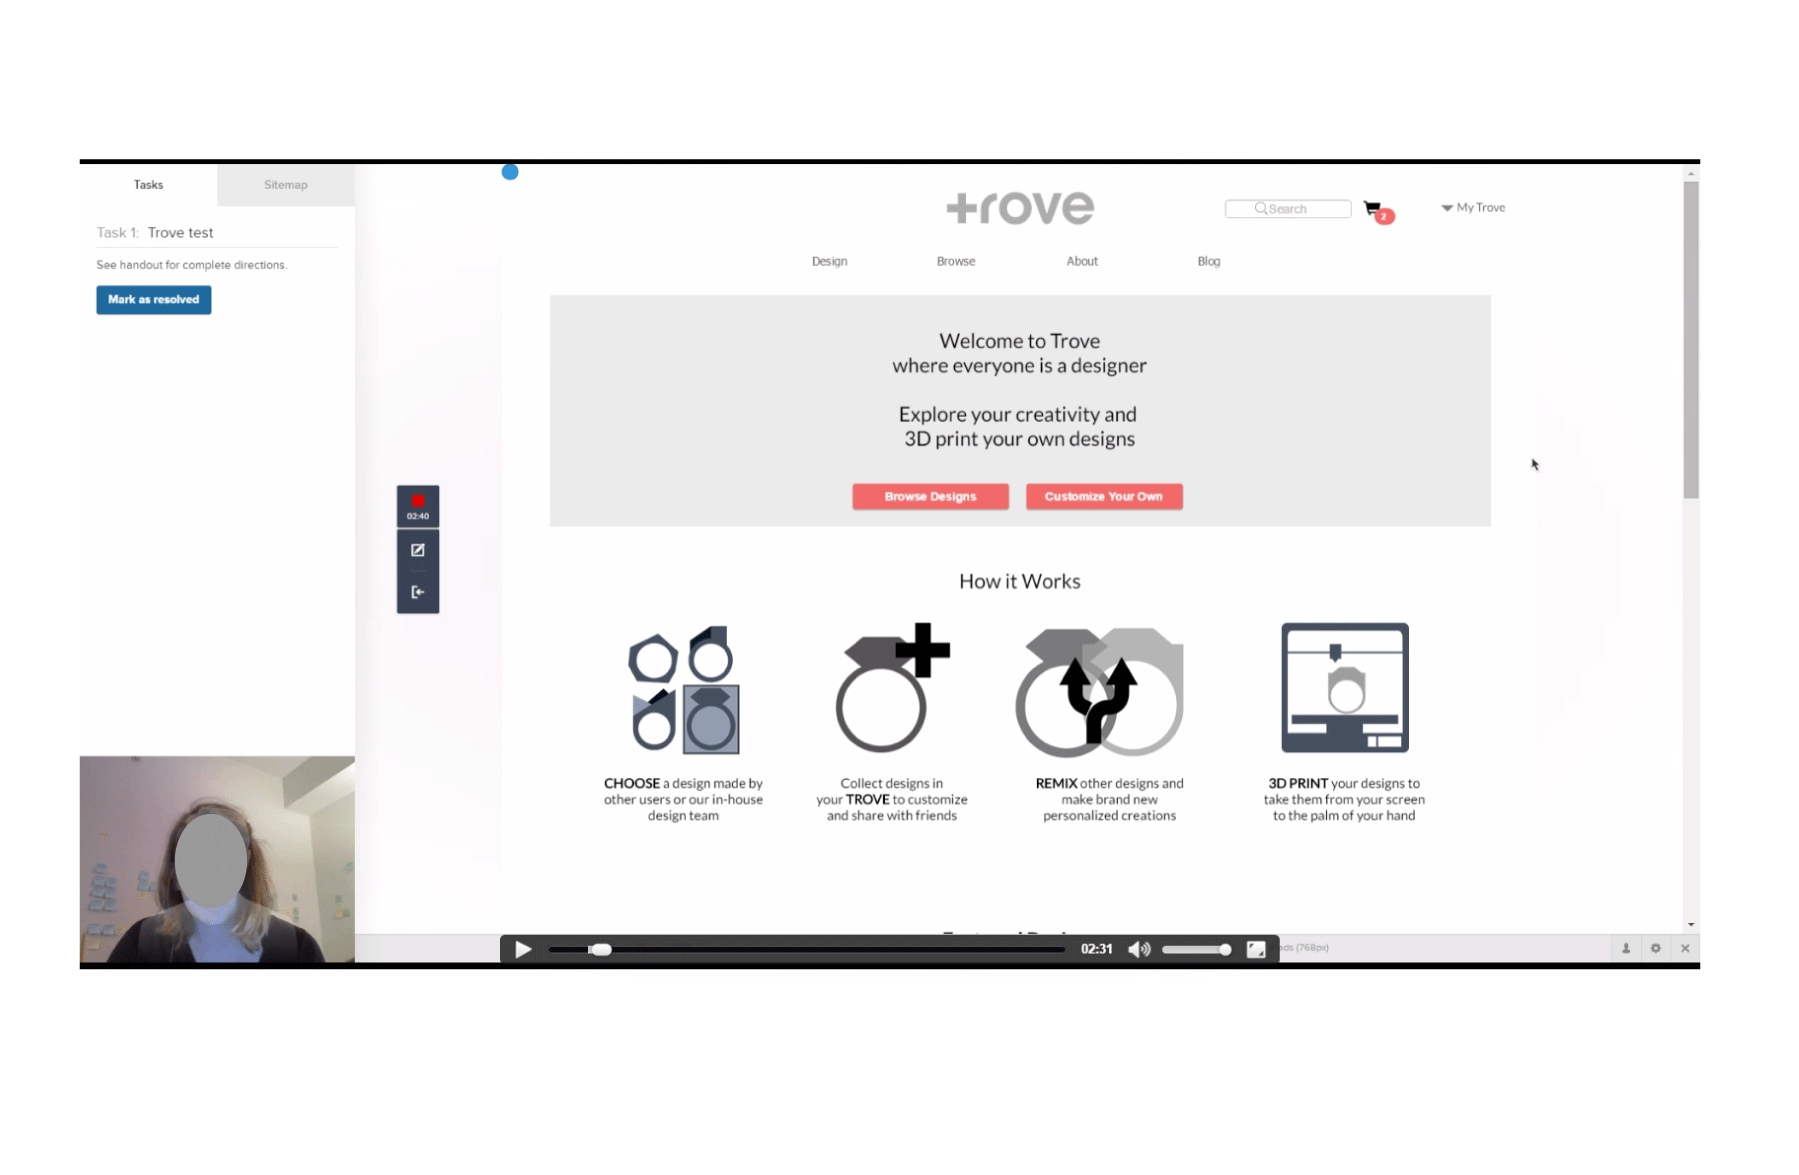 Tasks
Sitemap
Task 1: Trove test
See handout for complete directions.
Mark as resolved
02:40
trove
Search
2
My Trove
Design
Browse
About
Blog
Welcome to Trove
where everyone is a designer
Explore your creativity and
3D print your own designs
Browse Designs
Customize Your Own
How it Works
CHOOSE a design made by
other users or our in-house
design team
Collect designs in
your TROVE to customize
and share with friends
REMIX other designs and
make brand new
personalized creations
3D PRINT your designs to
take them from your screen
to the palm of your hand
02:31
(768px)